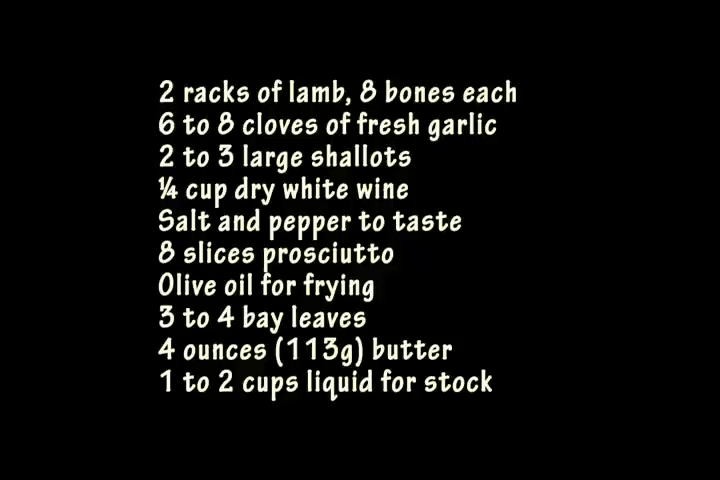 2 racks of lamb, 8 bones each
6 to 8 cloves of fresh garlic
2 to 3 large shallots
¼ cup dry white wine
Salt and pepper to taste
8 slices prosciutto
Olive oil for frying
3 to 4 bay leaves
4 ounces (113g) butter
1 to 2 cups liquid for stock